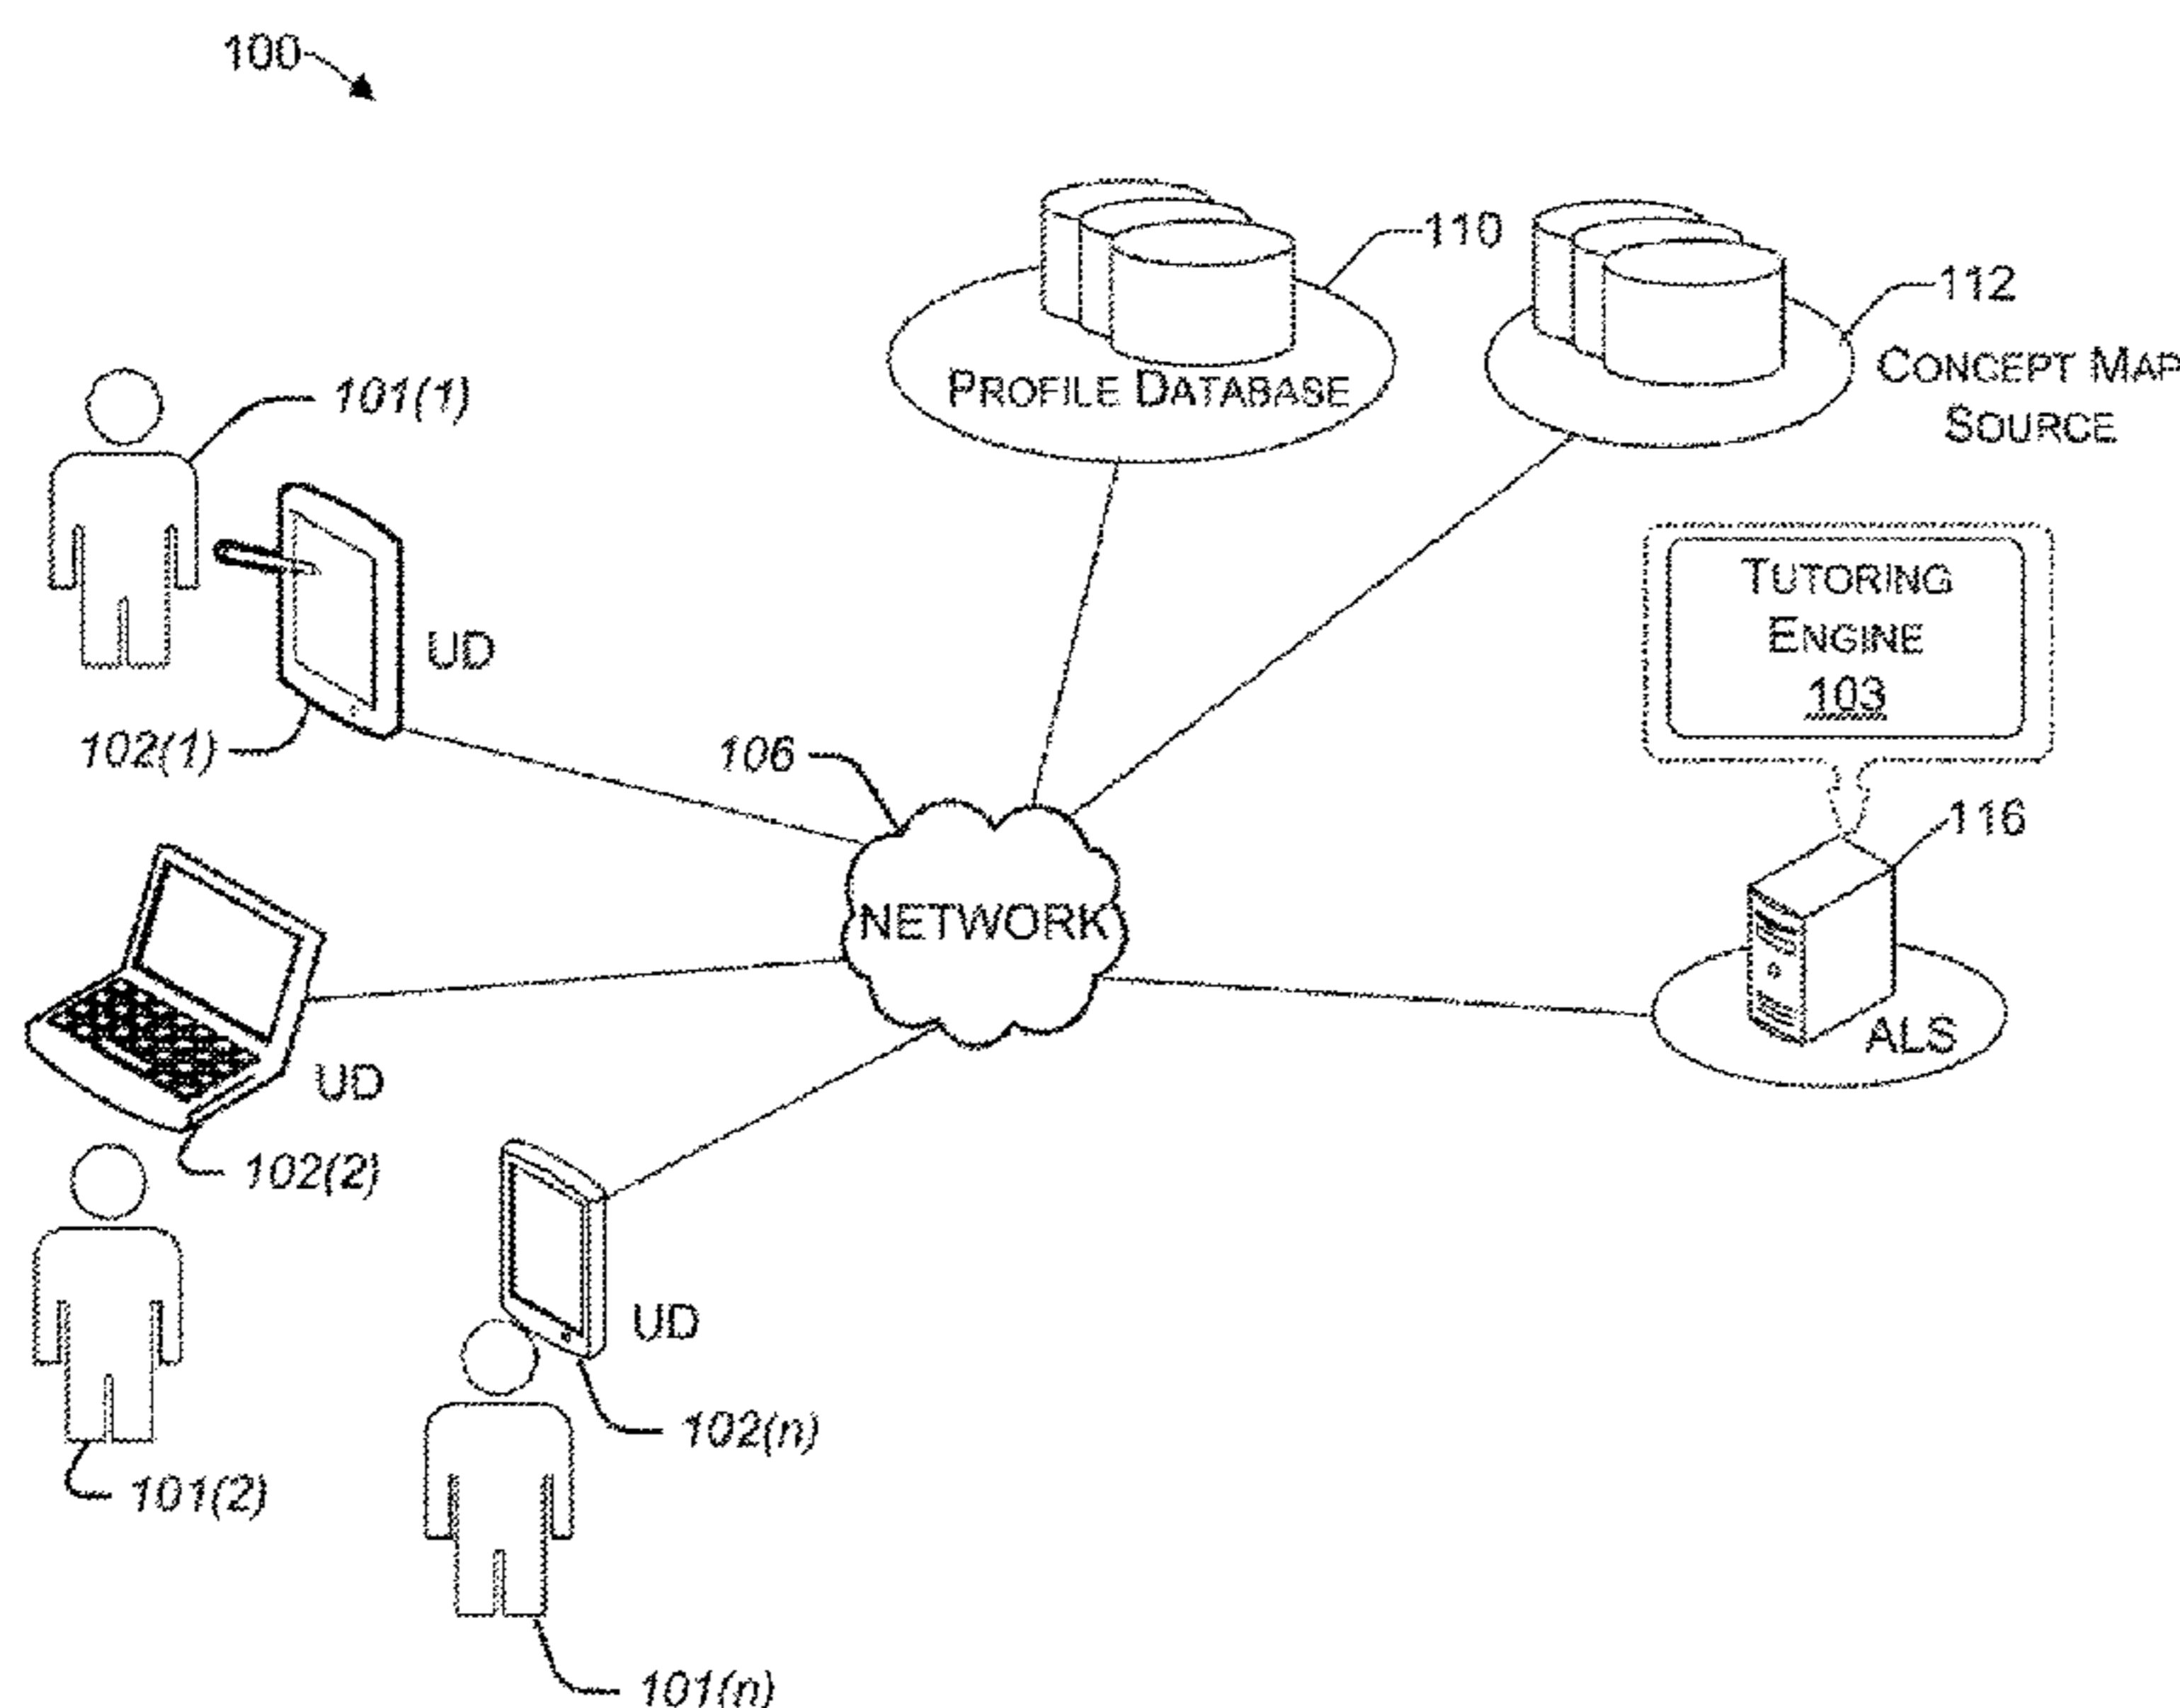 100
110
112
PROFILE DATABASE
CONCEPT MAP
SOURCE
101(1)
TUTORING
ENGINE
103
UD
102(1)
106
116
NETWORK
ALS
UD
102(2)
UD
102(n)
101(2)
101(n)